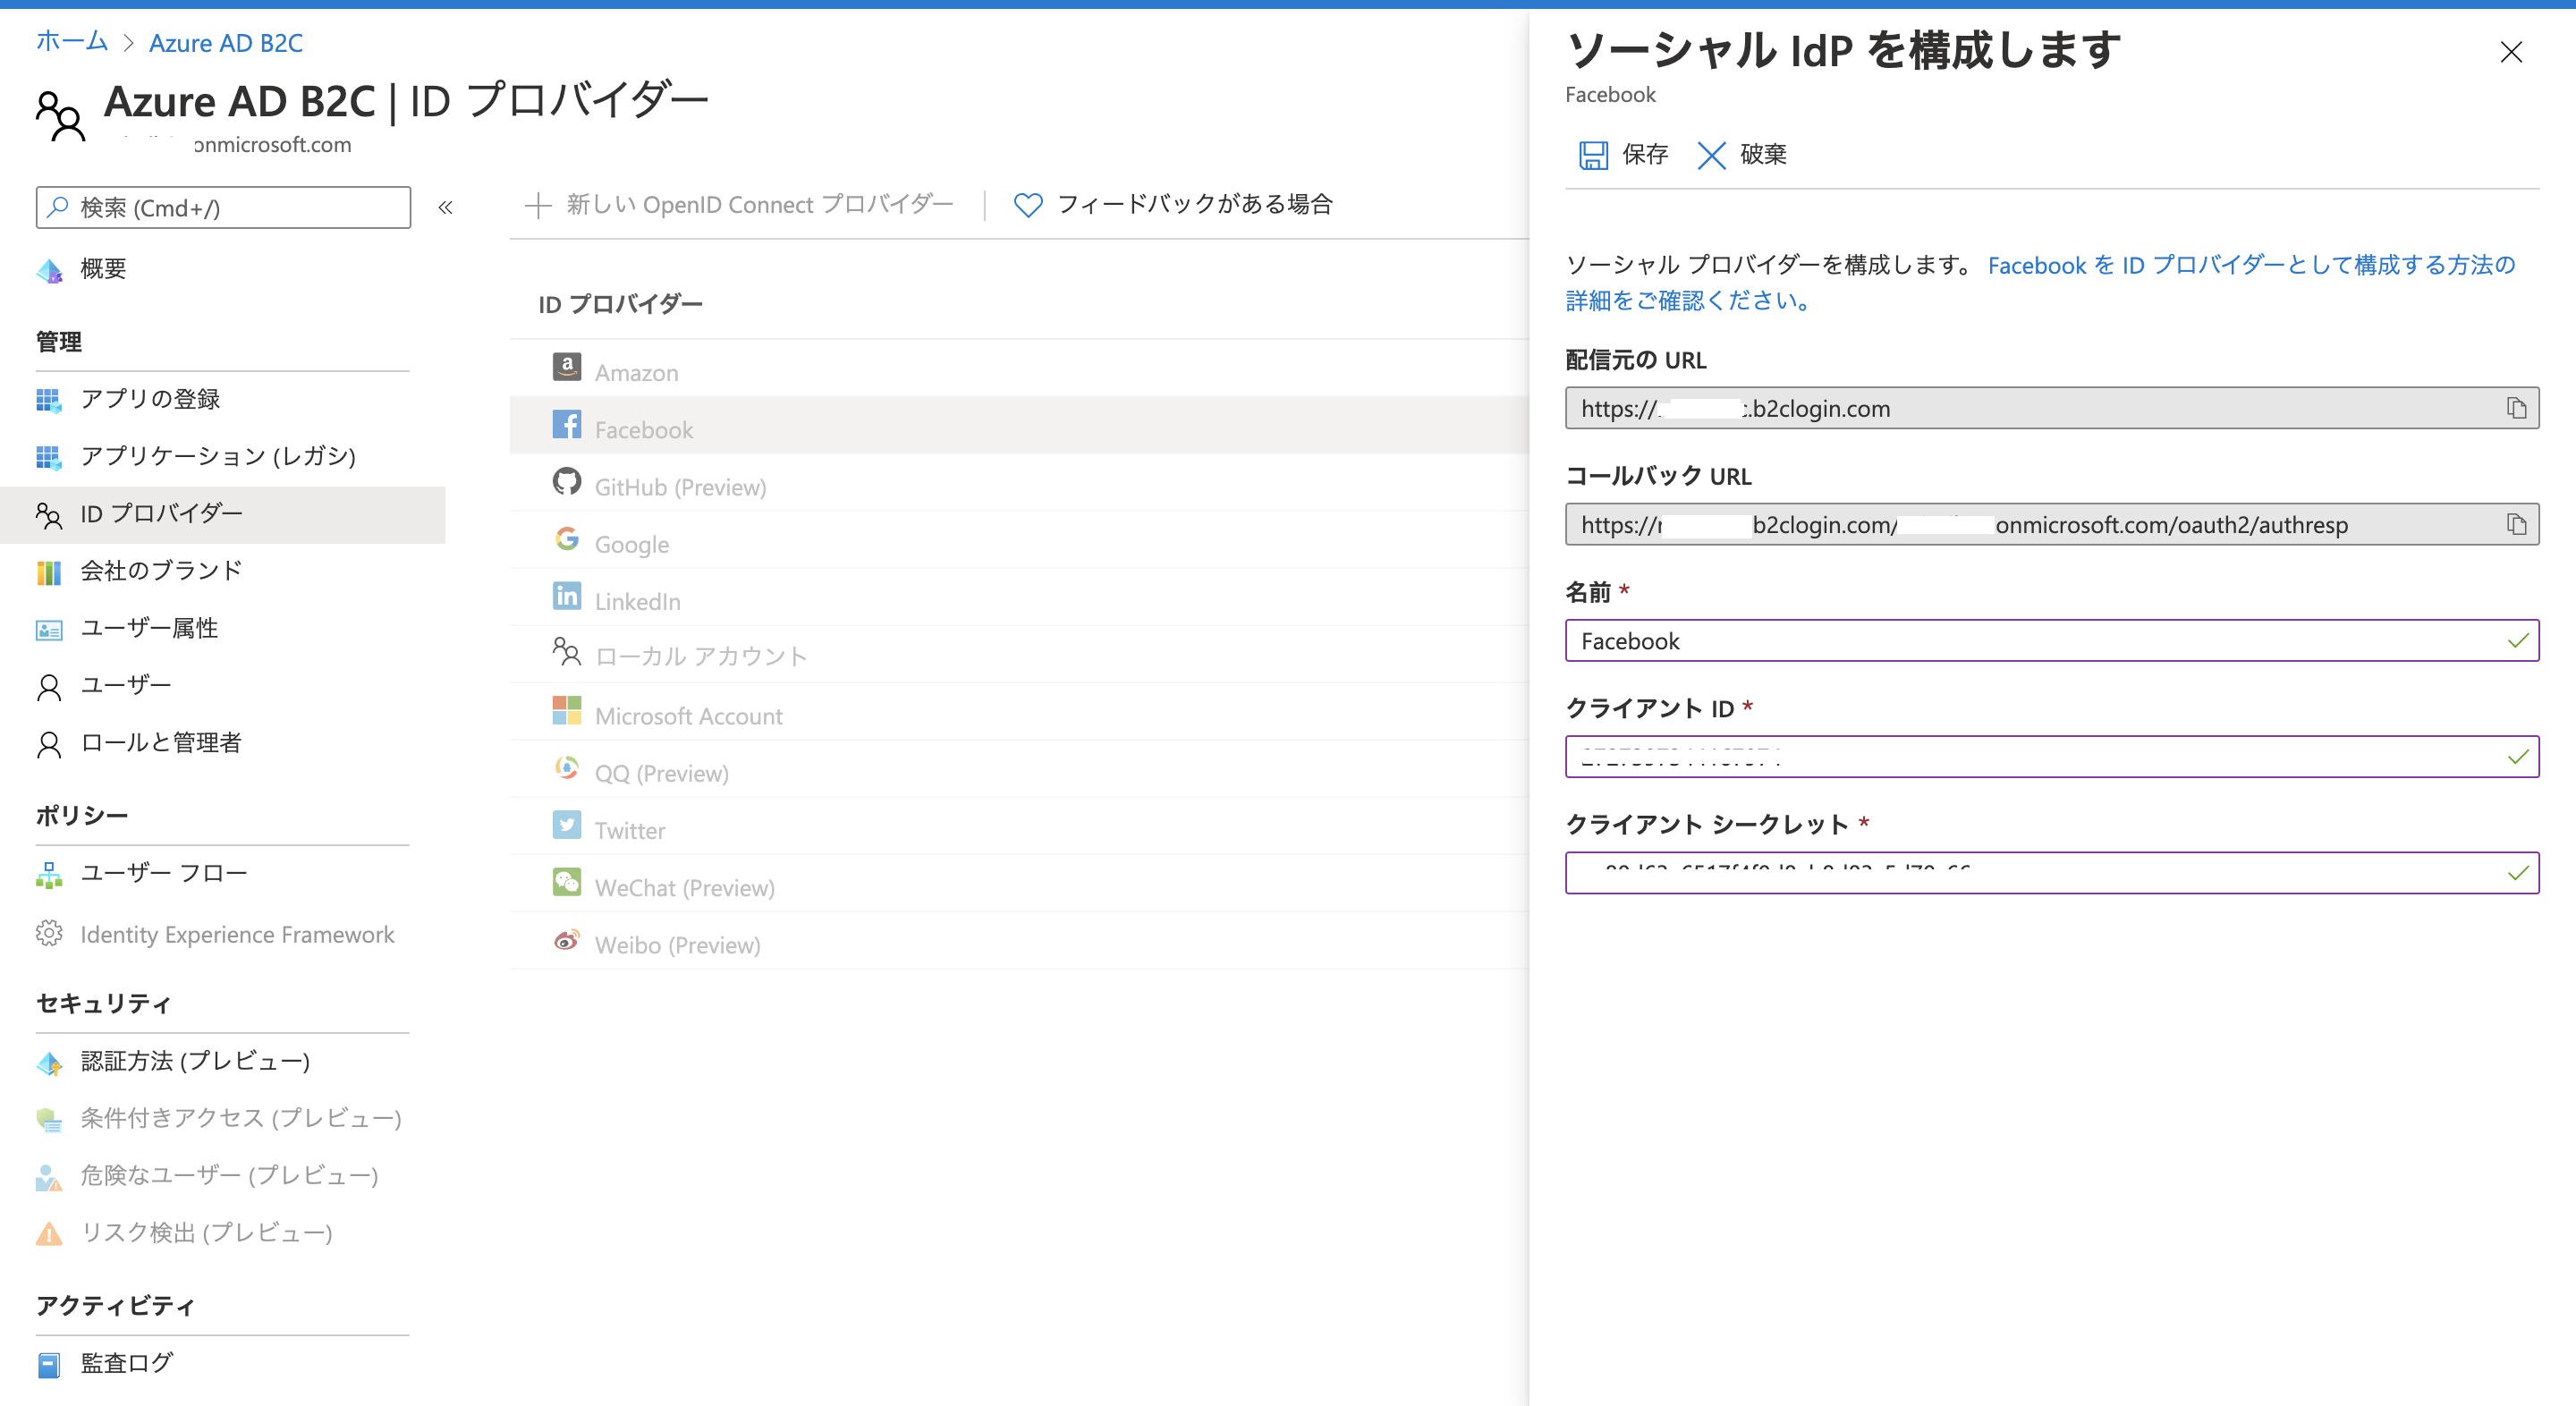 ホーム > Azure AD B2C
Azure AD B2C | ID プロバイダー
onmicrosoft.com
検索 (Cmd+/)
«
概要
管理
アプリの登録
アプリケーション (レガシ)
ID プロバイダー
会社のブランド
ユーザー属性
ユーザー
ロールと管理者
ポリシー
ユーザー フロー
Identity Experience Framework
セキュリティ
認証方法 (プレビュー)
条件付きアクセス (プレビュー)
危険なユーザー (プレビュー)
リスク検出 (プレビュー)
アクティビティ
監査ログ
新しい OpenID Connect プロバイダー
フィードバックがある場合
ID プロバイダー
Amazon
Facebook
GitHub (Preview)
Google
LinkedIn
ローカル アカウント
Microsoft Account
QQ (Preview)
Twitter
WeChat (Preview)
Weibo (Preview)
ソーシャル IdP を構成します
Facebook
保存 破棄
ソーシャル プロバイダーを構成します。 Facebook を ID プロバイダーとして構成する方法の
詳細をご確認ください。
配信元の URL
https:// .b2clogin.com
コールバック URL
https:// b2clogin.com/ onmicrosoft.com/oauth2/authresp
名前 *
Facebook
クライアント ID *
クライアント シークレット *